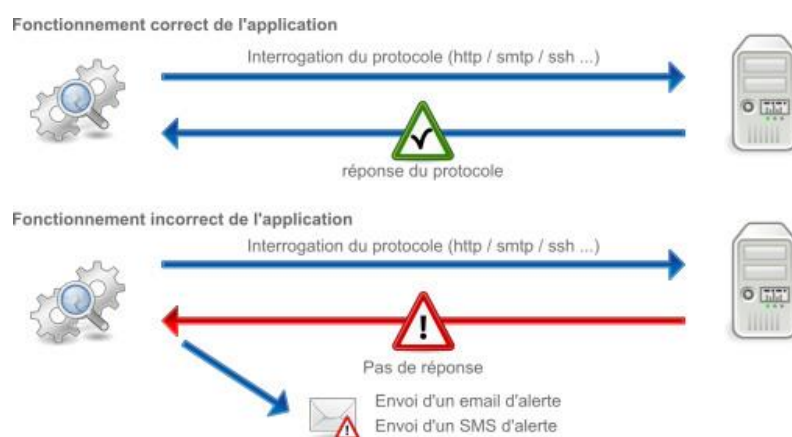 Fonctionnement correct de l'application
Interrogation du protocole (http / smtp / ssh ...)
réponse du protocole
Fonctionnement incorrect de l'application
Interrogation du protocole (http / smtp / ssh ...)
Pas de réponse
Envoi d'un email d'alerte
Envoi d'un SMS d'alerte